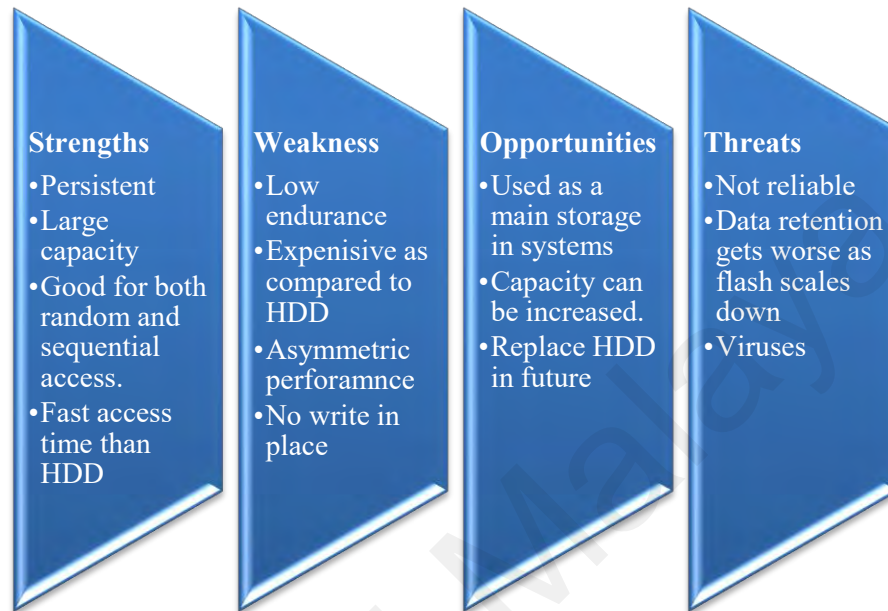 Strengths
•Persistent
•Large
capacity
•Good for both
random and
sequential
access.
•Fast access
time than
HDD
Weakness
•Low
endurance
•Expenisive as
compared to
HDD
•Asymmetric
perforamnce
•No write in
place
Opportunities
•Used as a
main storage
in systems
•Capacity can
be increased.
•Replace HDD
in future
Threats
•Not reliable
•Data retention
gets worse as
flash scales
down
•Viruses
Malaya